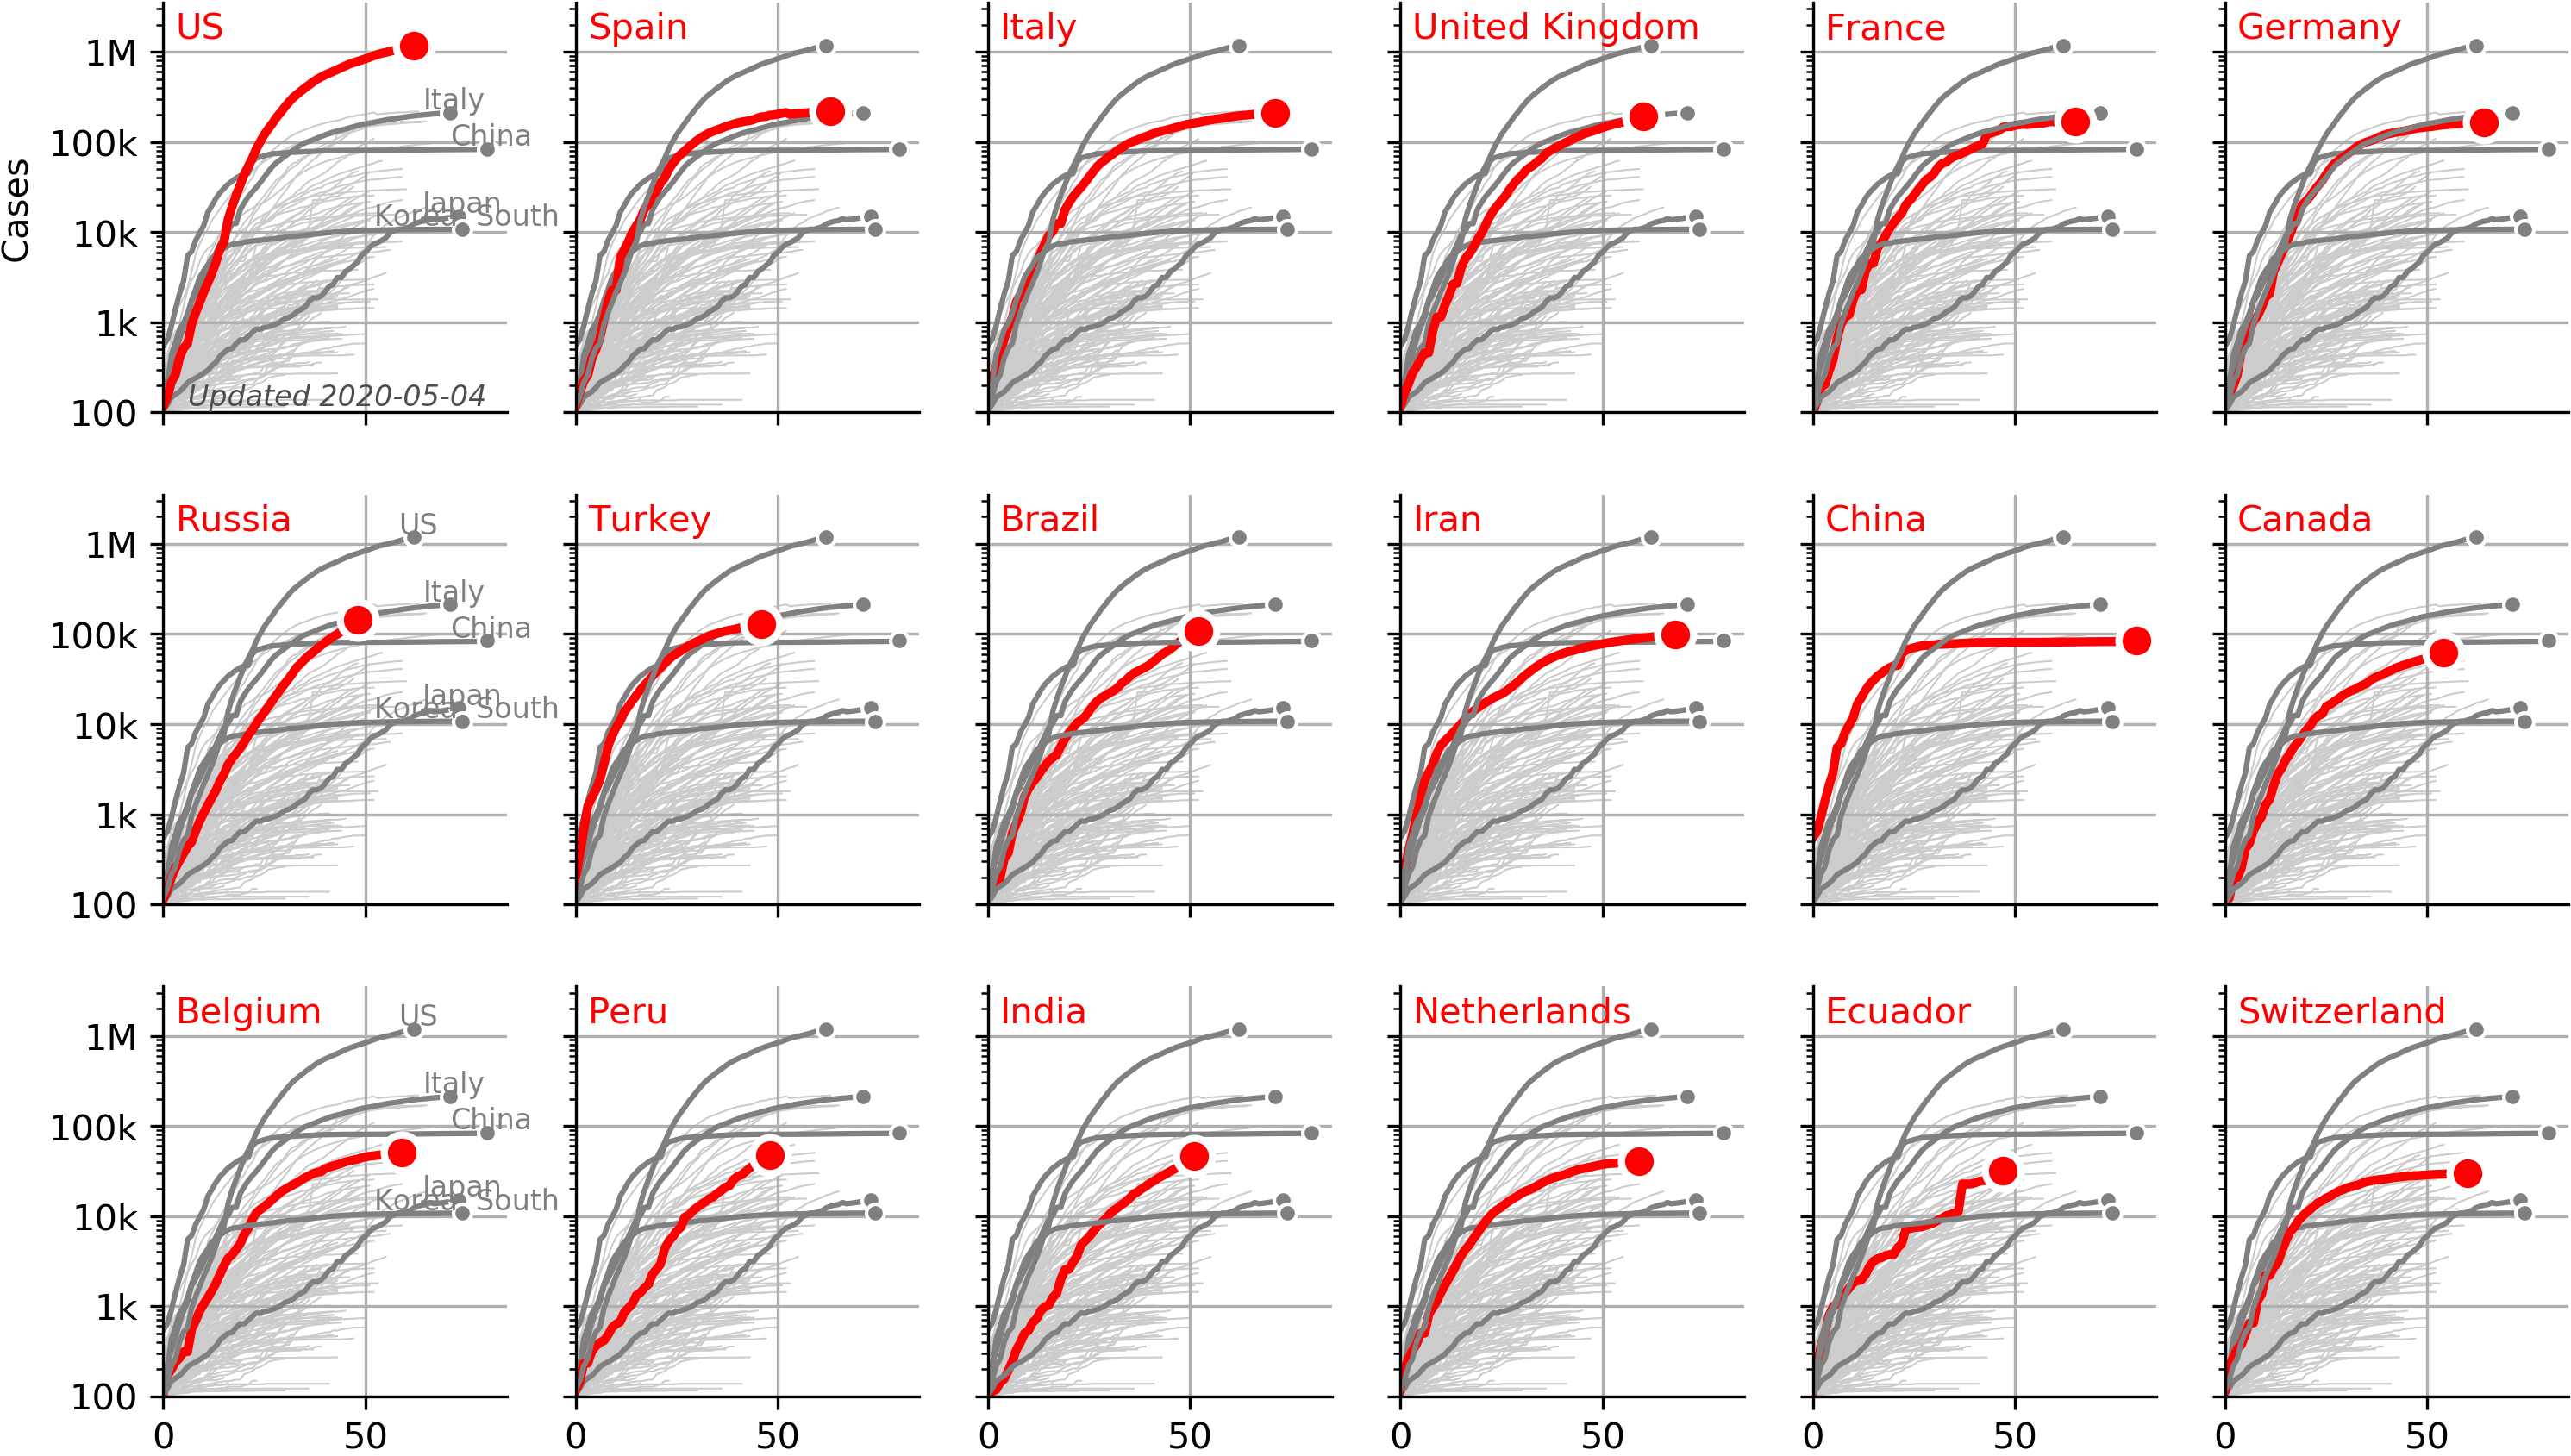 US
Spain
Italy
United Kingdom
France
Germany
1M
Italy
China
100k
Japan
Korea, South
10k
1k
Updated 2020-05-04
100
Cases
Russia
US
Turkey
Brazil
Iran
China
Canada
1M
Italy
China
100k
Japan
Korea, South
10k
1k
100
Belgium
US
Peru
India
Netherlands
Ecuador
Switzerland
1M
Italy
China
100k
Japan
Korea, South
10k
1k
100
0 50 0 50 0 50 0 50 0 50 0 50